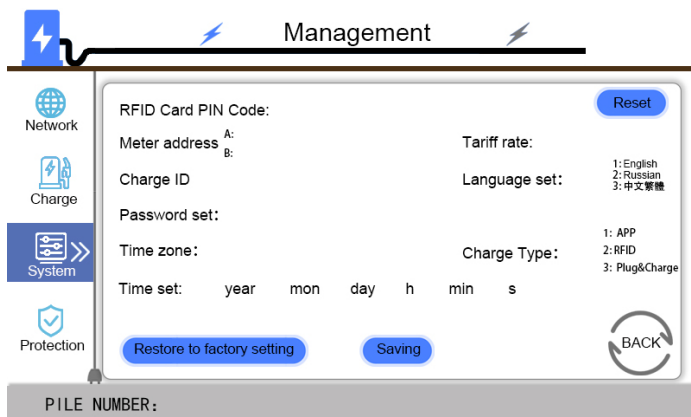 Management
Network
Charge
System
Protection
RFID Card PIN Code:
Reset
Meter address A:
B:
Tariff rate:
Charge ID
Language set:
1:English
2:Russian
3:中文繁體
Password set:
Time zone:
Charge Type:
1: APP
2:RFID
3: Plug&Charge
Time set: year mon day h min s
Restore to factory setting
Saving
BACK
PILE NUMBER: